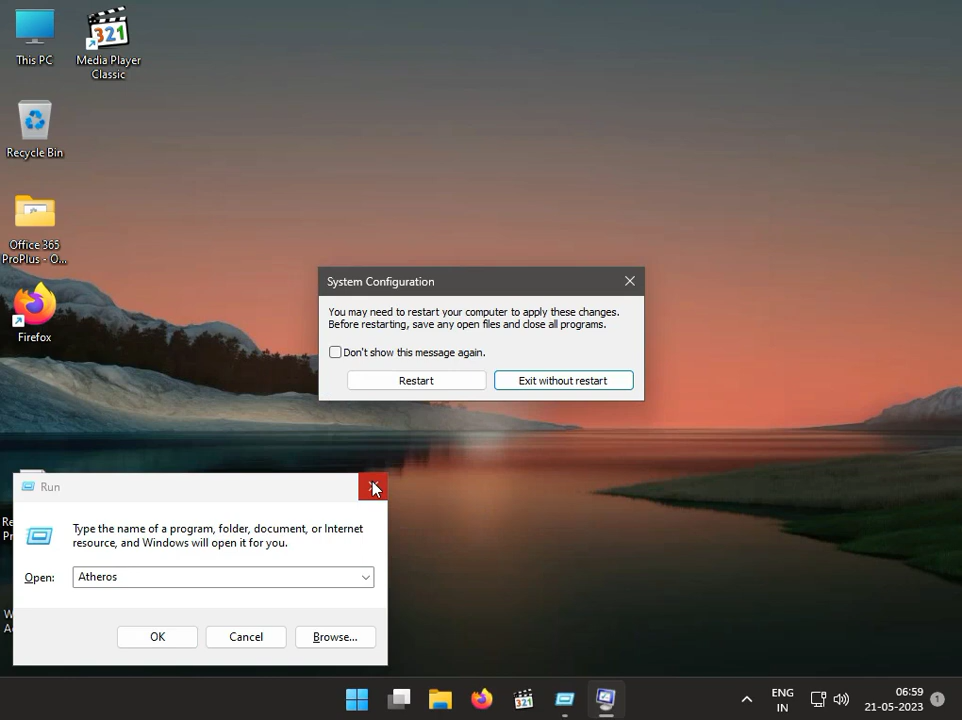 This PC
Media Player
Classic
321
Recycle Bin
Office 365
ProPlus - O...
Firefox
System Configuration
You may need to restart your computer to apply these changes.
Before restarting, save any open files and close all programs.
Don't show this message again.
Restart
Exit without restart
Run
Type the name of a program, folder, document, or Internet
resource, and Windows will open it for you.
Open:
Atheros
OK
Cancel
Browse...
321
ENG
IN
06:59
21-05-2023
1